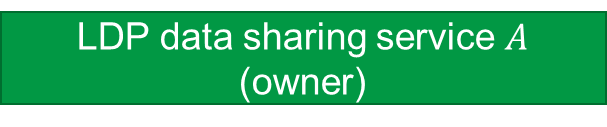 LDP data sharing service A
(owner)